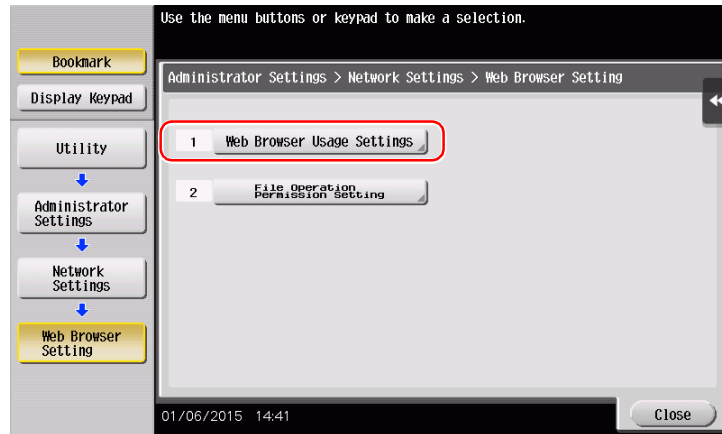 Use the menu buttons or keypad to make a selection.
Bookmark
Display Keypad
Utility
Administrator
Settings
Network
Settings
Web Browser
Setting
Administrator Settings > Network Settings > Web Browser Setting
1 Web Browser Usage Settings
2 File Operation
Permission Setting
01/06/2015 14:41
Close